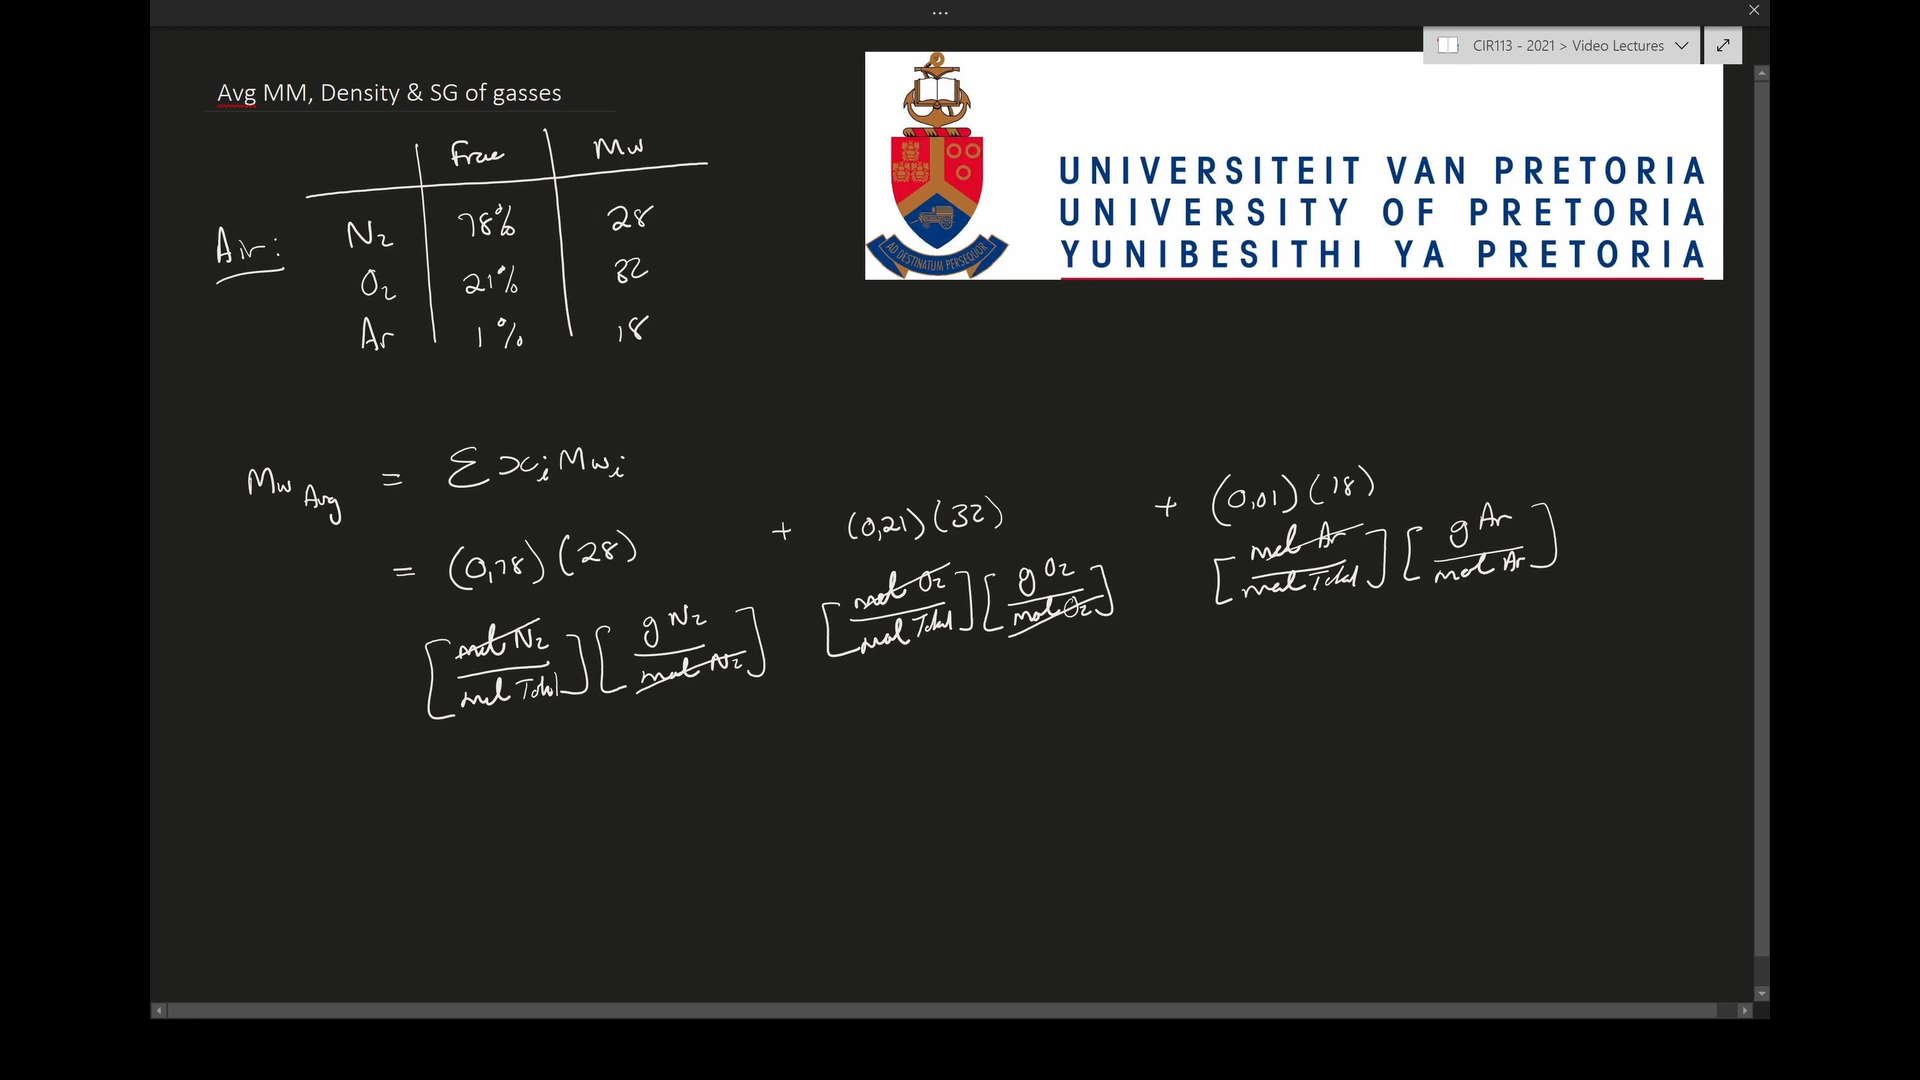 CIR113 - 2021 > Video Lectures
Avg MM, Density & SG of gasses
UNIVERSITEIT VAN PRETORIA
UNIVERSITY OF PRETORIA
YUNIBESITHI YA PRETORIA
AD DESTINATUM PERSEQUOR
Frac Mw
Air:
N2 78% 28
O2 21% 32
Ar 1% 18
Mw Avg = Σ xi Mwi
= (0,78)(28) + (0,21)(32) + (0,01)(18)
[mol N2 / mol Total] [g N2 / mol N2] [mol O2 / mol Total] [g O2 / mol O2] [mol Ar / mol Total] [g Ar / mol Ar]